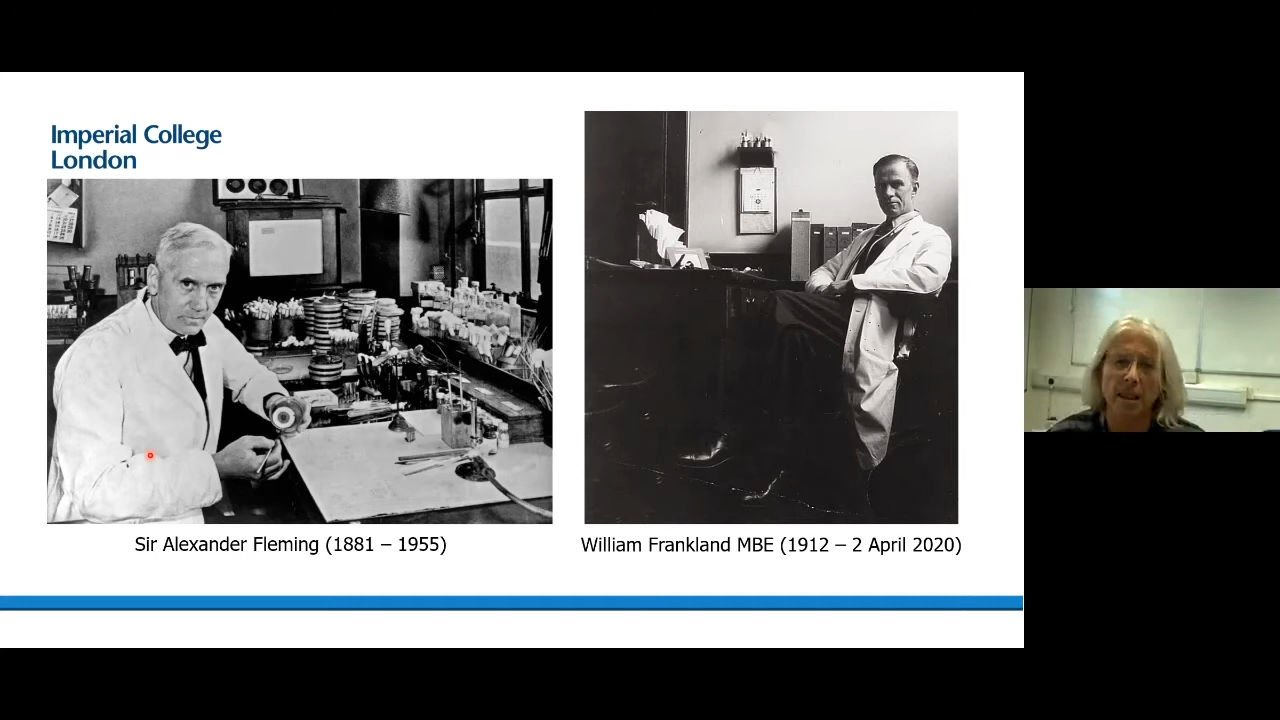 Imperial College
London
Sir Alexander Fleming (1881 – 1955)
William Frankland MBE (1912 – 2 April 2020)